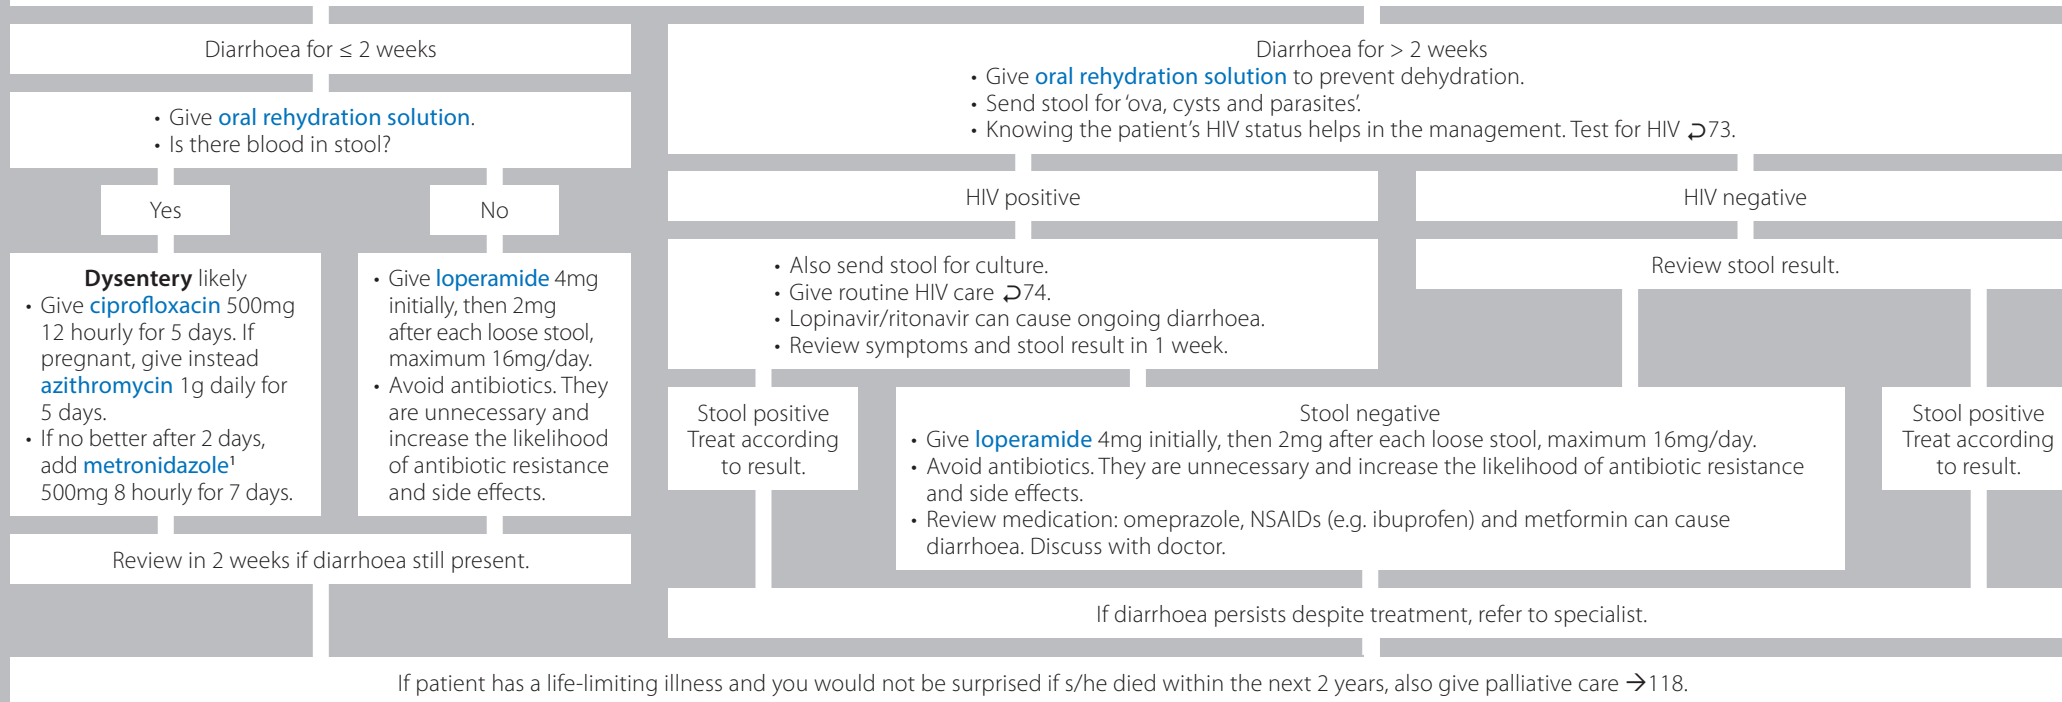 Diarrhoea for ≤ 2 weeks
• Give oral rehydration solution.
• Is there blood in stool?
Yes
Dysentery likely
• Give ciprofloxacin 500mg
12 hourly for 5 days. If
pregnant, give instead
azithromycin 1g daily for
5 days.
• If no better after 2 days,
add metronidazole¹
500mg 8 hourly for 7 days.
No
• Give loperamide 4mg
initially, then 2mg
after each loose stool,
maximum 16mg/day.
• Avoid antibiotics. They
are unnecessary and
increase the likelihood
of antibiotic resistance
and side effects.
Review in 2 weeks if diarrhoea still present.
Diarrhoea for > 2 weeks
• Give oral rehydration solution to prevent dehydration.
• Send stool for ‘ova, cysts and parasites’.
• Knowing the patient’s HIV status helps in the management. Test for HIV ⮌73.
HIV positive
• Also send stool for culture.
• Give routine HIV care ⮌74.
• Lopinavir/ritonavir can cause ongoing diarrhoea.
• Review symptoms and stool result in 1 week.
HIV negative
Review stool result.
Stool positive
Treat according
to result.
Stool negative
• Give loperamide 4mg initially, then 2mg after each loose stool, maximum 16mg/day.
• Avoid antibiotics. They are unnecessary and increase the likelihood of antibiotic resistance
and side effects.
• Review medication: omeprazole, NSAIDs (e.g. ibuprofen) and metformin can cause
diarrhoea. Discuss with doctor.
Stool positive
Treat according
to result.
If diarrhoea persists despite treatment, refer to specialist.
If patient has a life-limiting illness and you would not be surprised if s/he died within the next 2 years, also give palliative care →118.